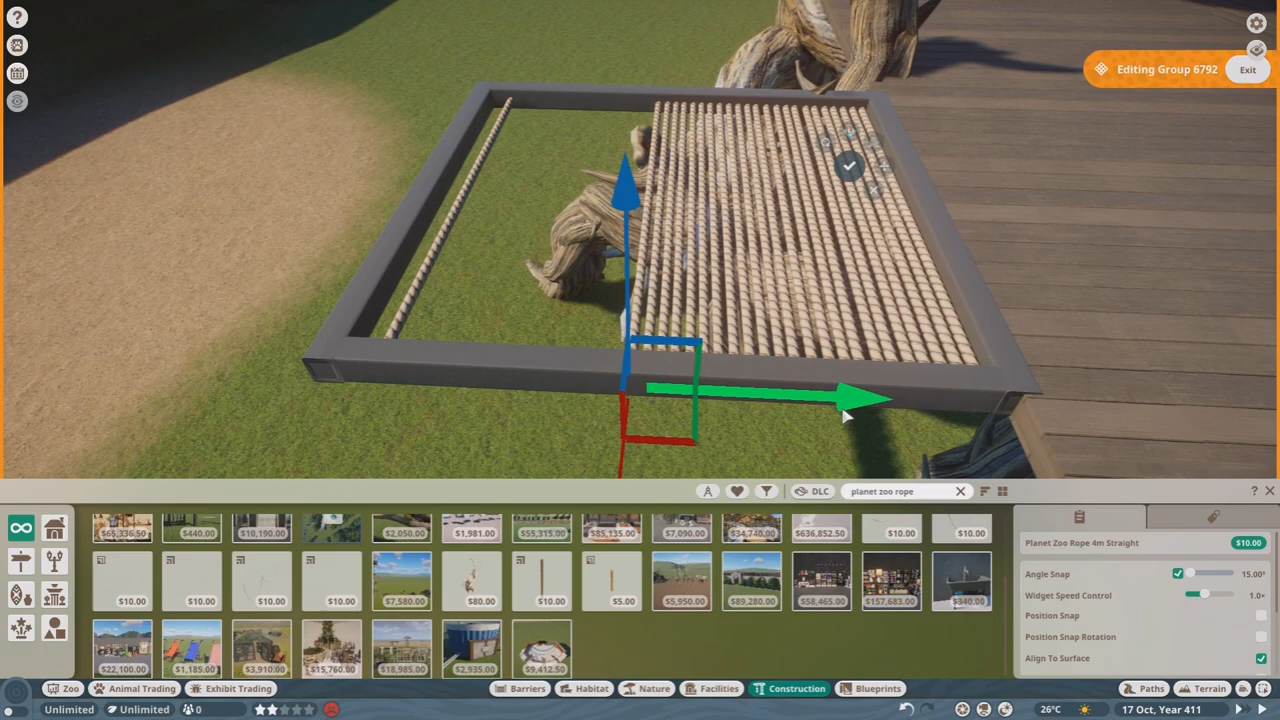 Editing Group 6792
Exit
DLC
planet zoo rope
$65,336.50
$440.00
$10,190.00
$2,050.00
$1,981.00
$55,315.00
$85,135.00
$7,090.00
$34,740.00
$636,852.50
$10.00
$10.00
$10.00
$10.00
$10.00
$10.00
$7,580.00
$80.00
$10.00
$5.00
$5,950.00
$89,280.00
$58,465.00
$157,683.00
$340.00
$22,100.00
$1,185.00
$3,910.00
$15,760.00
$18,985.00
$2,935.00
$9,412.50
Planet Zoo Rope 4m Straight
$10.00
Angle Snap
15.00°
Widget Speed Control
1.0×
Position Snap
Position Snap Rotation
Align To Surface
Zoo
Animal Trading
Exhibit Trading
Barriers
Habitat
Nature
Facilities
Construction
Blueprints
Paths
Terrain
Unlimited
Unlimited
0
26°C
17 Oct, Year 411